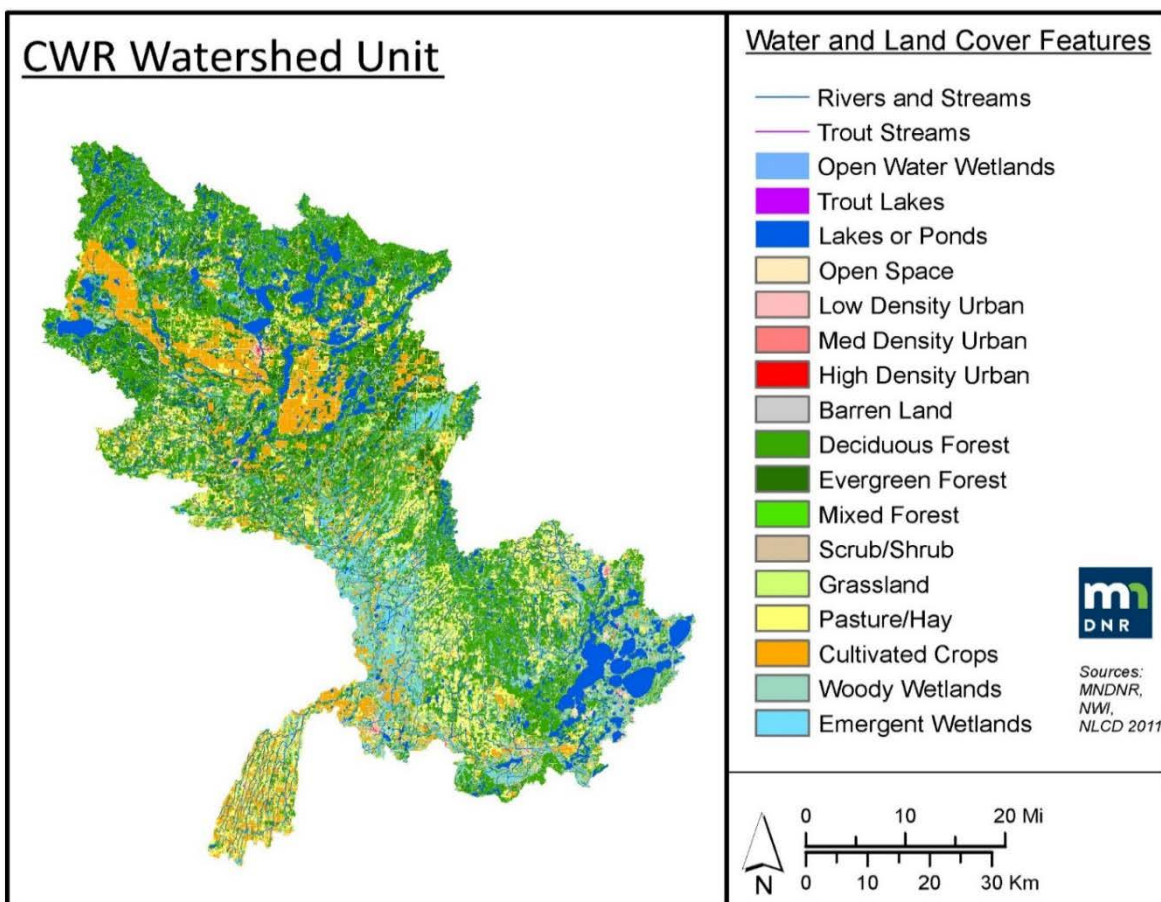 CWR Watershed Unit
Water and Land Cover Features
Rivers and Streams
Trout Streams
Open Water Wetlands
Trout Lakes
Lakes or Ponds
Open Space
Low Density Urban
Med Density Urban
High Density Urban
Barren Land
Deciduous Forest
Evergreen Forest
Mixed Forest
Scrub/Shrub
Grassland
Pasture/Hay
Cultivated Crops
Woody Wetlands
Emergent Wetlands
mn
DNR
Sources:
MNDNR,
NWI,
NLCD 2011
N
0 10 20 Mi
0 10 20 30 Km